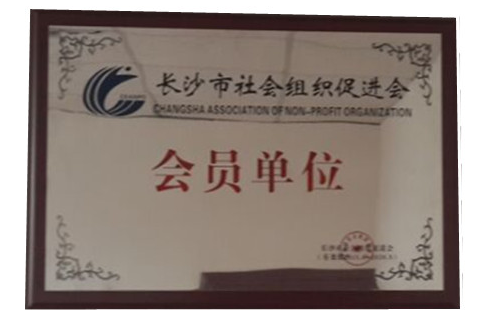 长沙市社会组织促进会
CHANGSHA ASSOCIATION OF NON-PROFIT ORGANIZATION
会员单位